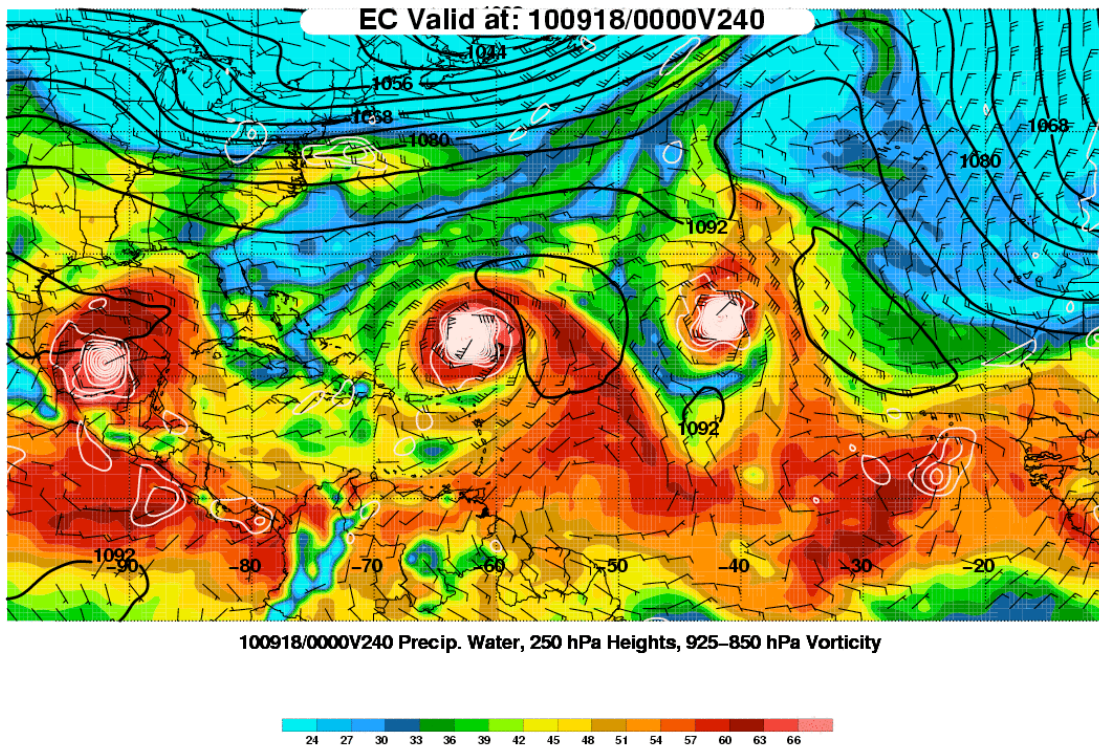 EC Valid at: 100918/0000V240
1044
1056
1068
1080
1068
1080
1092
1092
1092
−90 −80 −70 −60 −50 −40 −30 −20
100918/0000V240 Precip. Water, 250 hPa Heights, 925−850 hPa Vorticity
24 27 30 33 36 39 42 45 48 51 54 57 60 63 66